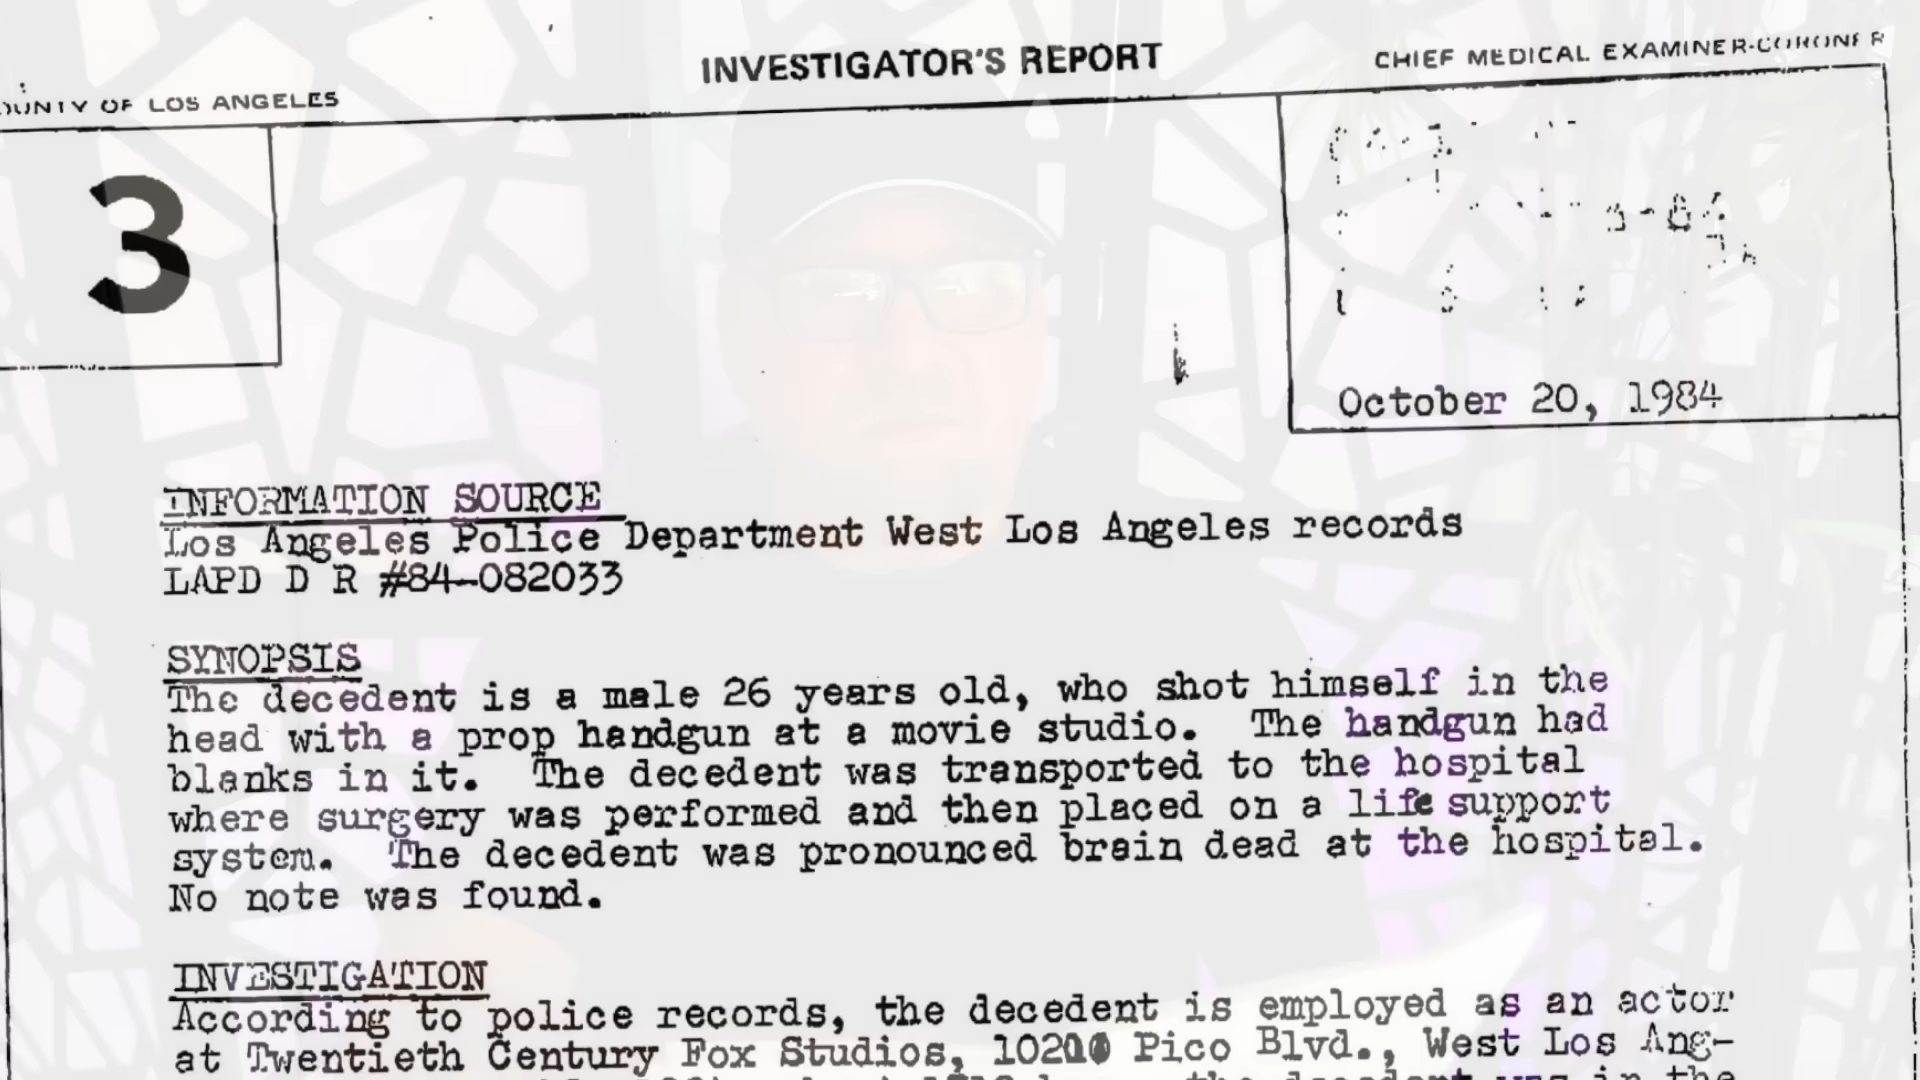 INVESTIGATOR'S REPORT
CHIEF MEDICAL EXAMINER-CORONER
COUNTY OF LOS ANGELES
3
October 20, 1984
INFORMATION SOURCE
Los Angeles Police Department West Los Angeles records
LAPD D R #84-082033
SYNOPSIS
The decedent is a male 26 years old, who shot himself in the
head with a prop handgun at a movie studio. The handgun had
blanks in it. The decedent was transported to the hospital
where surgery was performed and then placed on a life support
system. The decedent was pronounced brain dead at the hospital.
No note was found.
INVESTIGATION
According to police records, the decedent is employed as an actor
at Twentieth Century Fox Studios, Pico Blvd., West Los Ang-